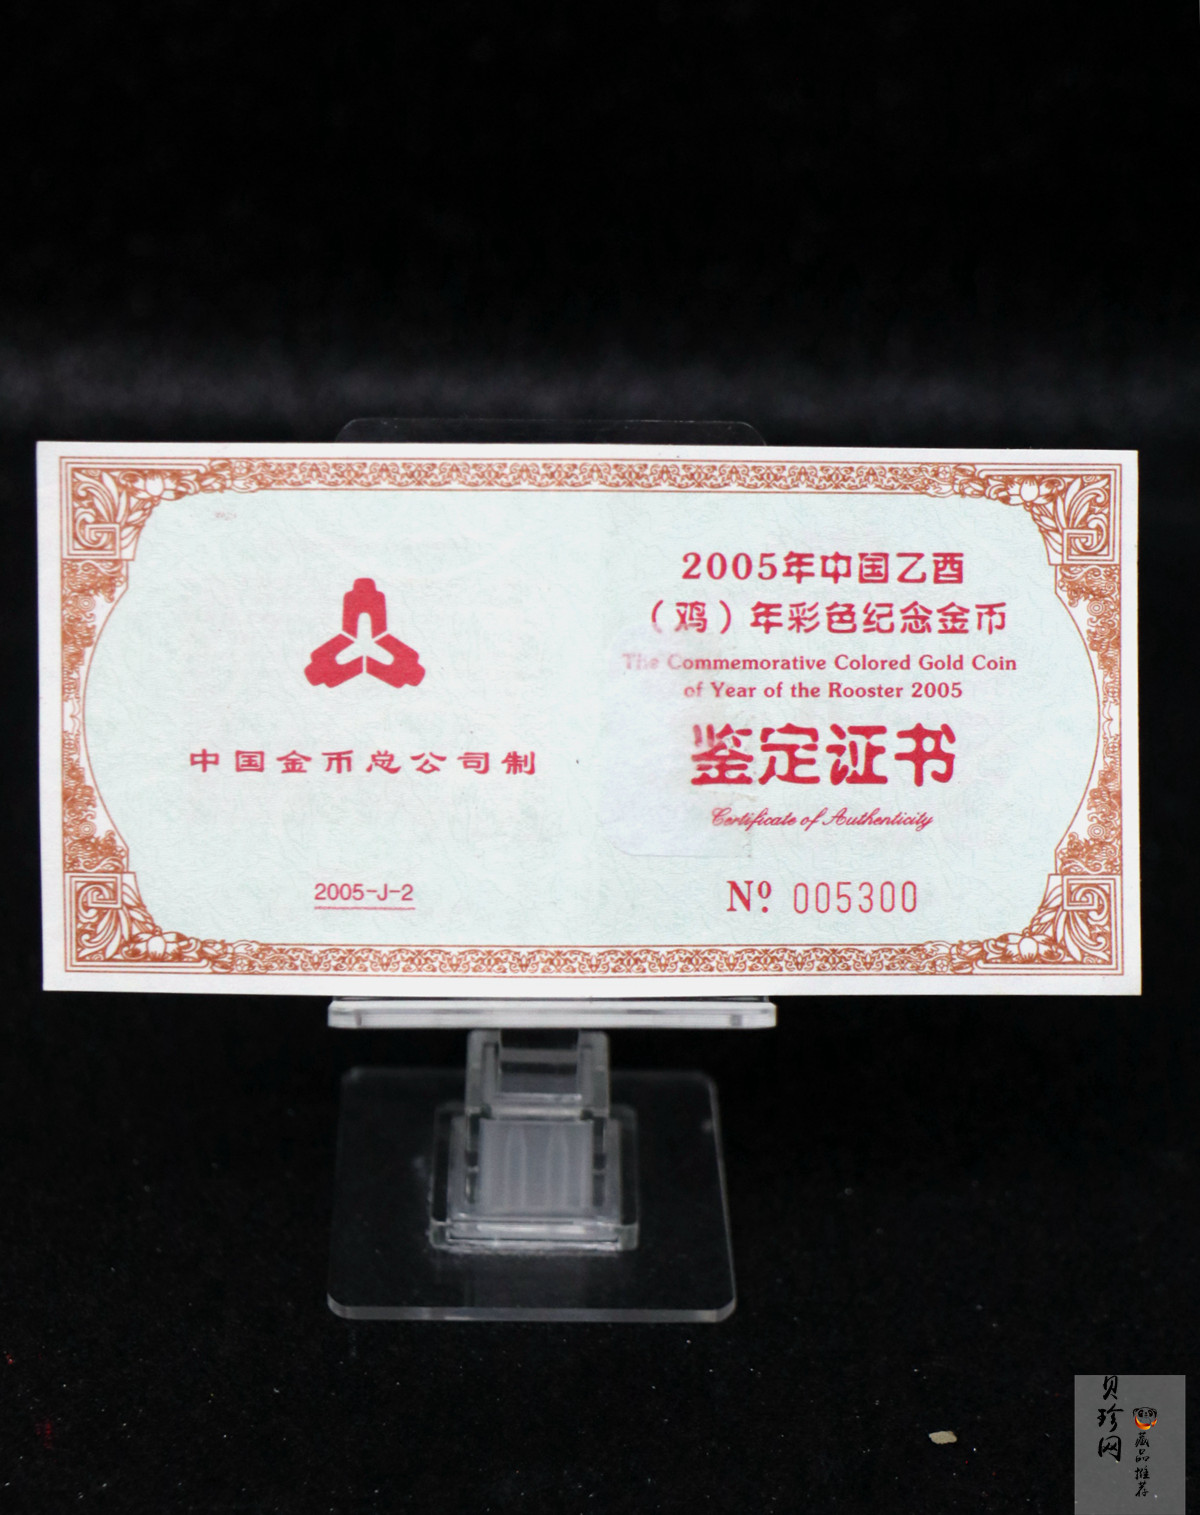 中国金币总公司制
2005-J-2
2005年中国乙酉
（鸡）年彩色纪念金币
The Commemorative Colored Gold Coin
of Year of the Rooster 2005
鉴定证书
Certificate of Authenticity
Nº 005300
贝珍网
藏品推荐